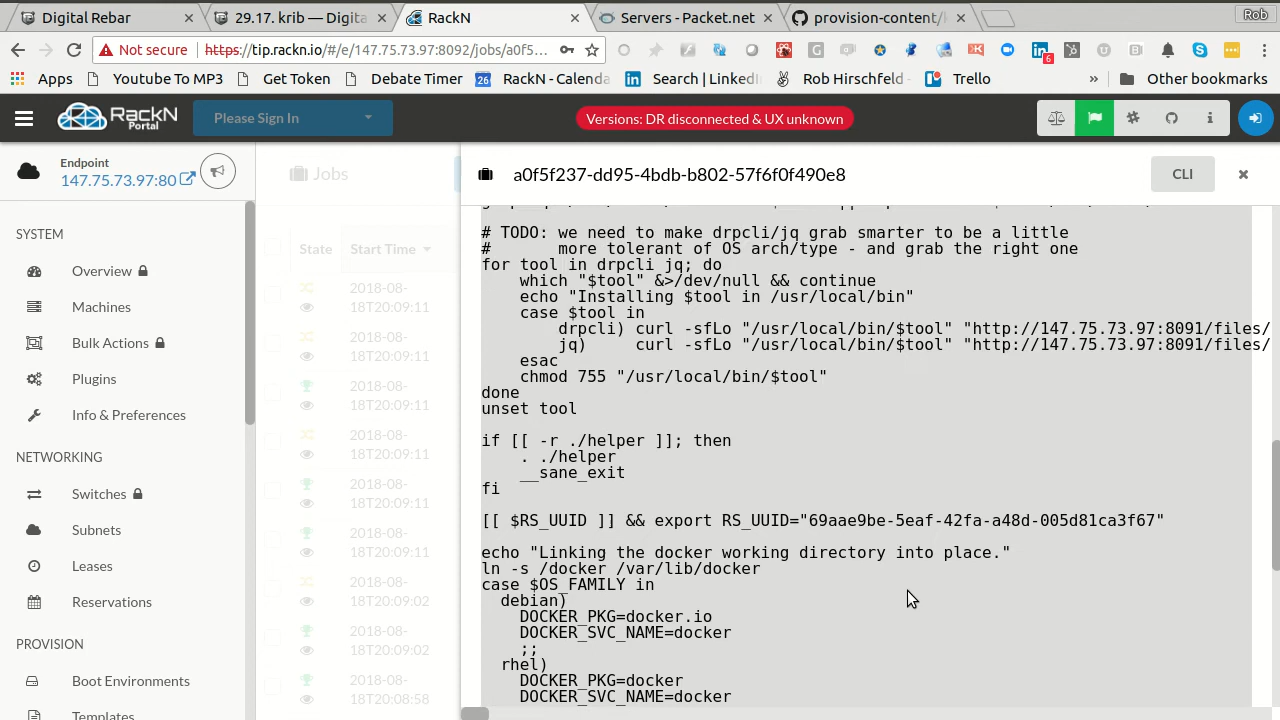 Digital Rebar
29.17. krib — Digita
RackN
Servers - Packet.net
provision-content/k
Rob
Not secure
https://tip.rackn.io/#/e/147.75.73.97:8092/jobs/a0f5...
6
Apps
Youtube To MP3
Get Token
Debate Timer
26
RackN - Calenda
Search | LinkedIn
Rob Hirschfeld -
Trello
»
Other bookmarks
RackN
Portal
Please Sign In
Versions: DR disconnected & UX unknown
Endpoint
147.75.73.97:80
Jobs
a0f5f237-dd95-4bdb-b802-57f6f0f490e8
CLI
SYSTEM
Overview
Machines
Bulk Actions
Plugins
Info & Preferences
NETWORKING
Switches
Subnets
Leases
Reservations
PROVISION
Boot Environments
Templates
State
Start Time
2018-08-
18T20:09:11
2018-08-
18T20:09:11
2018-08-
18T20:09:11
2018-08-
18T20:09:11
2018-08-
18T20:09:11
2018-08-
18T20:09:11
2018-08-
18T20:09:02
2018-08-
18T20:09:02
2018-08-
18T20:08:58
# TODO: we need to make drpcli/jq grab smarter to be a little
#       more tolerant of OS arch/type - and grab the right one
for tool in drpcli jq; do
    which "$tool" &>/dev/null && continue
    echo "Installing $tool in /usr/local/bin"
    case $tool in
        drpcli) curl -sfLo "/usr/local/bin/$tool" "http://147.75.73.97:8091/files/
        jq)     curl -sfLo "/usr/local/bin/$tool" "http://147.75.73.97:8091/files/
    esac
    chmod 755 "/usr/local/bin/$tool"
done
unset tool
if [[ -r ./helper ]]; then
    . ./helper
    __sane_exit
fi
[[ $RS_UUID ]] && export RS_UUID="69aae9be-5eaf-42fa-a48d-005d81ca3f67"
echo "Linking the docker working directory into place."
ln -s /docker /var/lib/docker
case $OS_FAMILY in
  debian)
    DOCKER_PKG=docker.io
    DOCKER_SVC_NAME=docker
    ;;
  rhel)
    DOCKER_PKG=docker
    DOCKER_SVC_NAME=docker